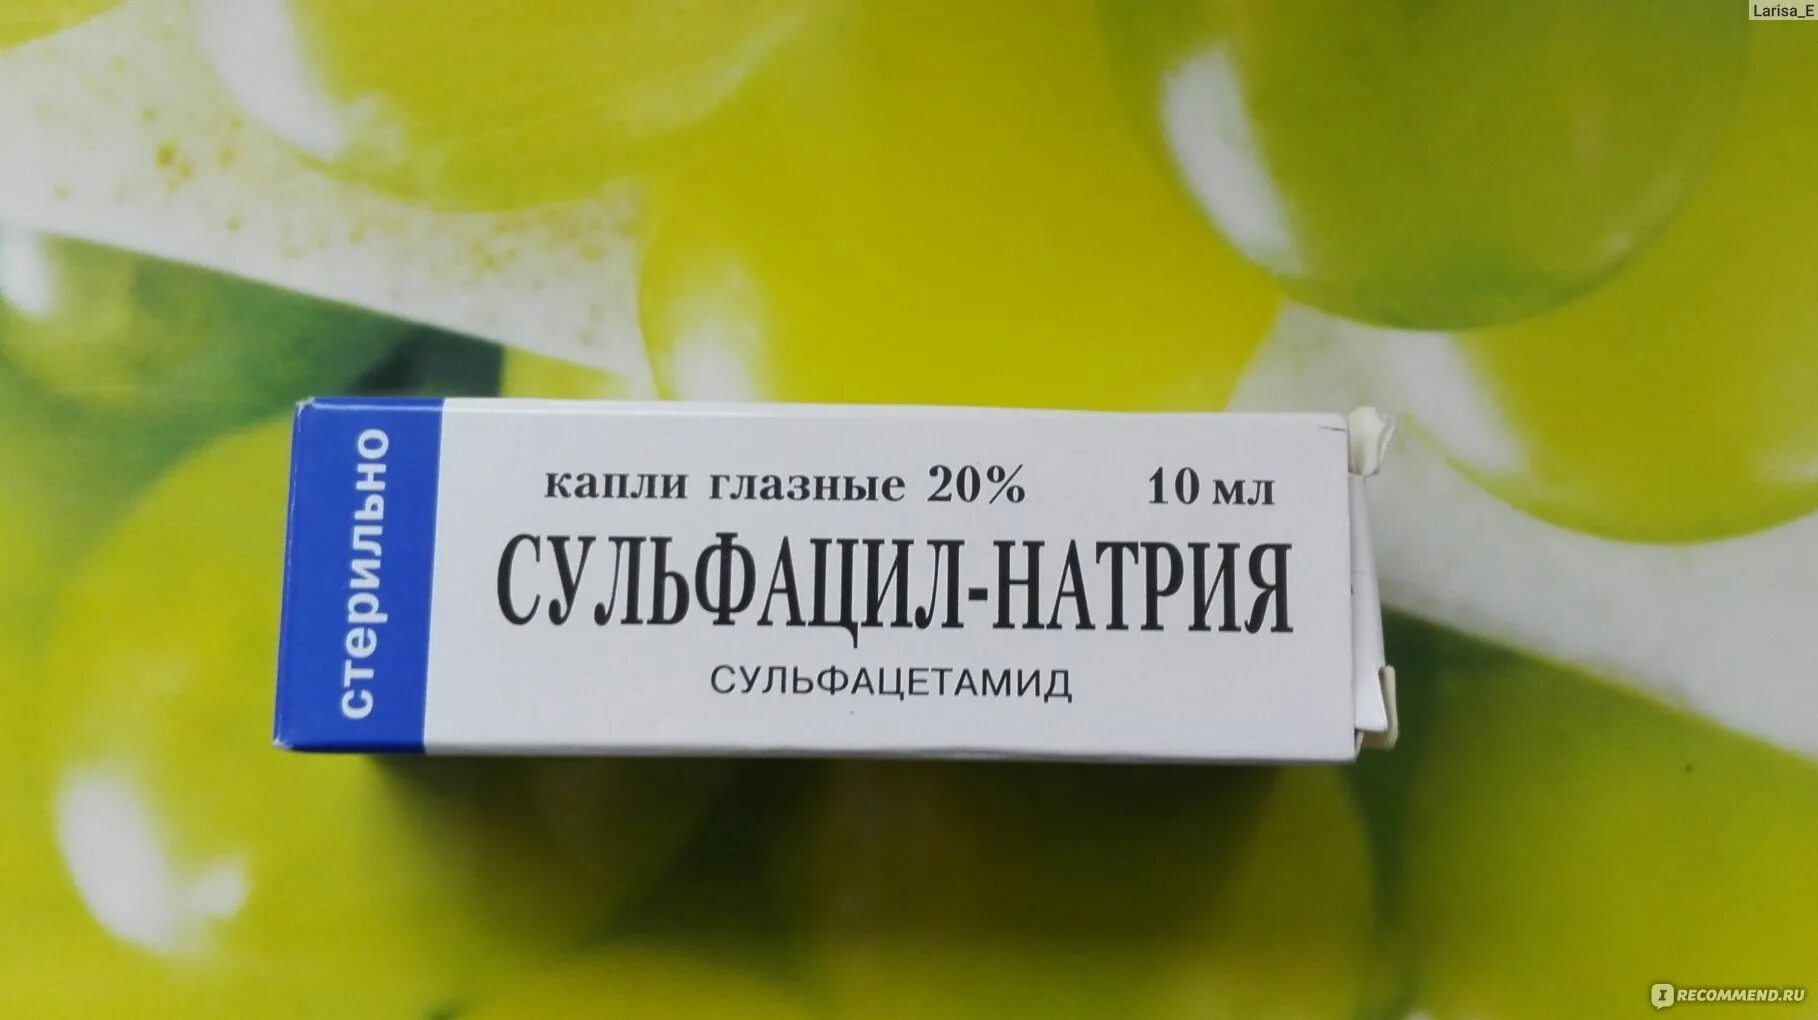 Larisa_E
стерильно
капли глазные 20% 10 мл
СУЛЬФАЦИЛ-НАТРИЯ
СУЛЬФАЦЕТАМИД
I RECOMMEND.RU